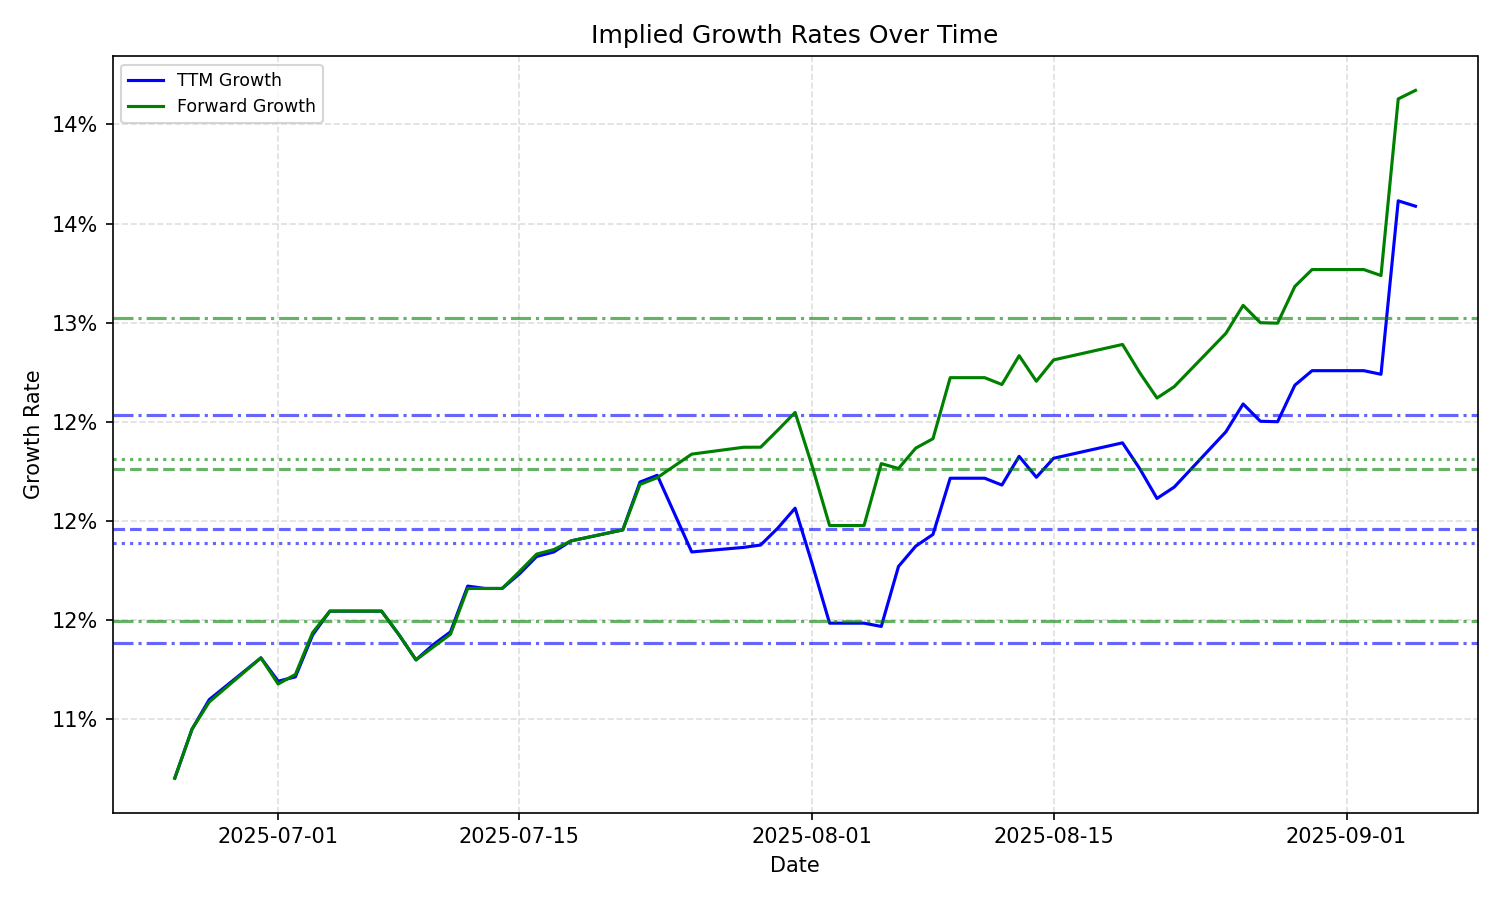 Implied Growth Rates Over Time
TTM Growth
Forward Growth
14%
14%
13%
12%
12%
12%
11%
Growth Rate
2025-07-01
2025-07-15
2025-08-01
2025-08-15
2025-09-01
Date